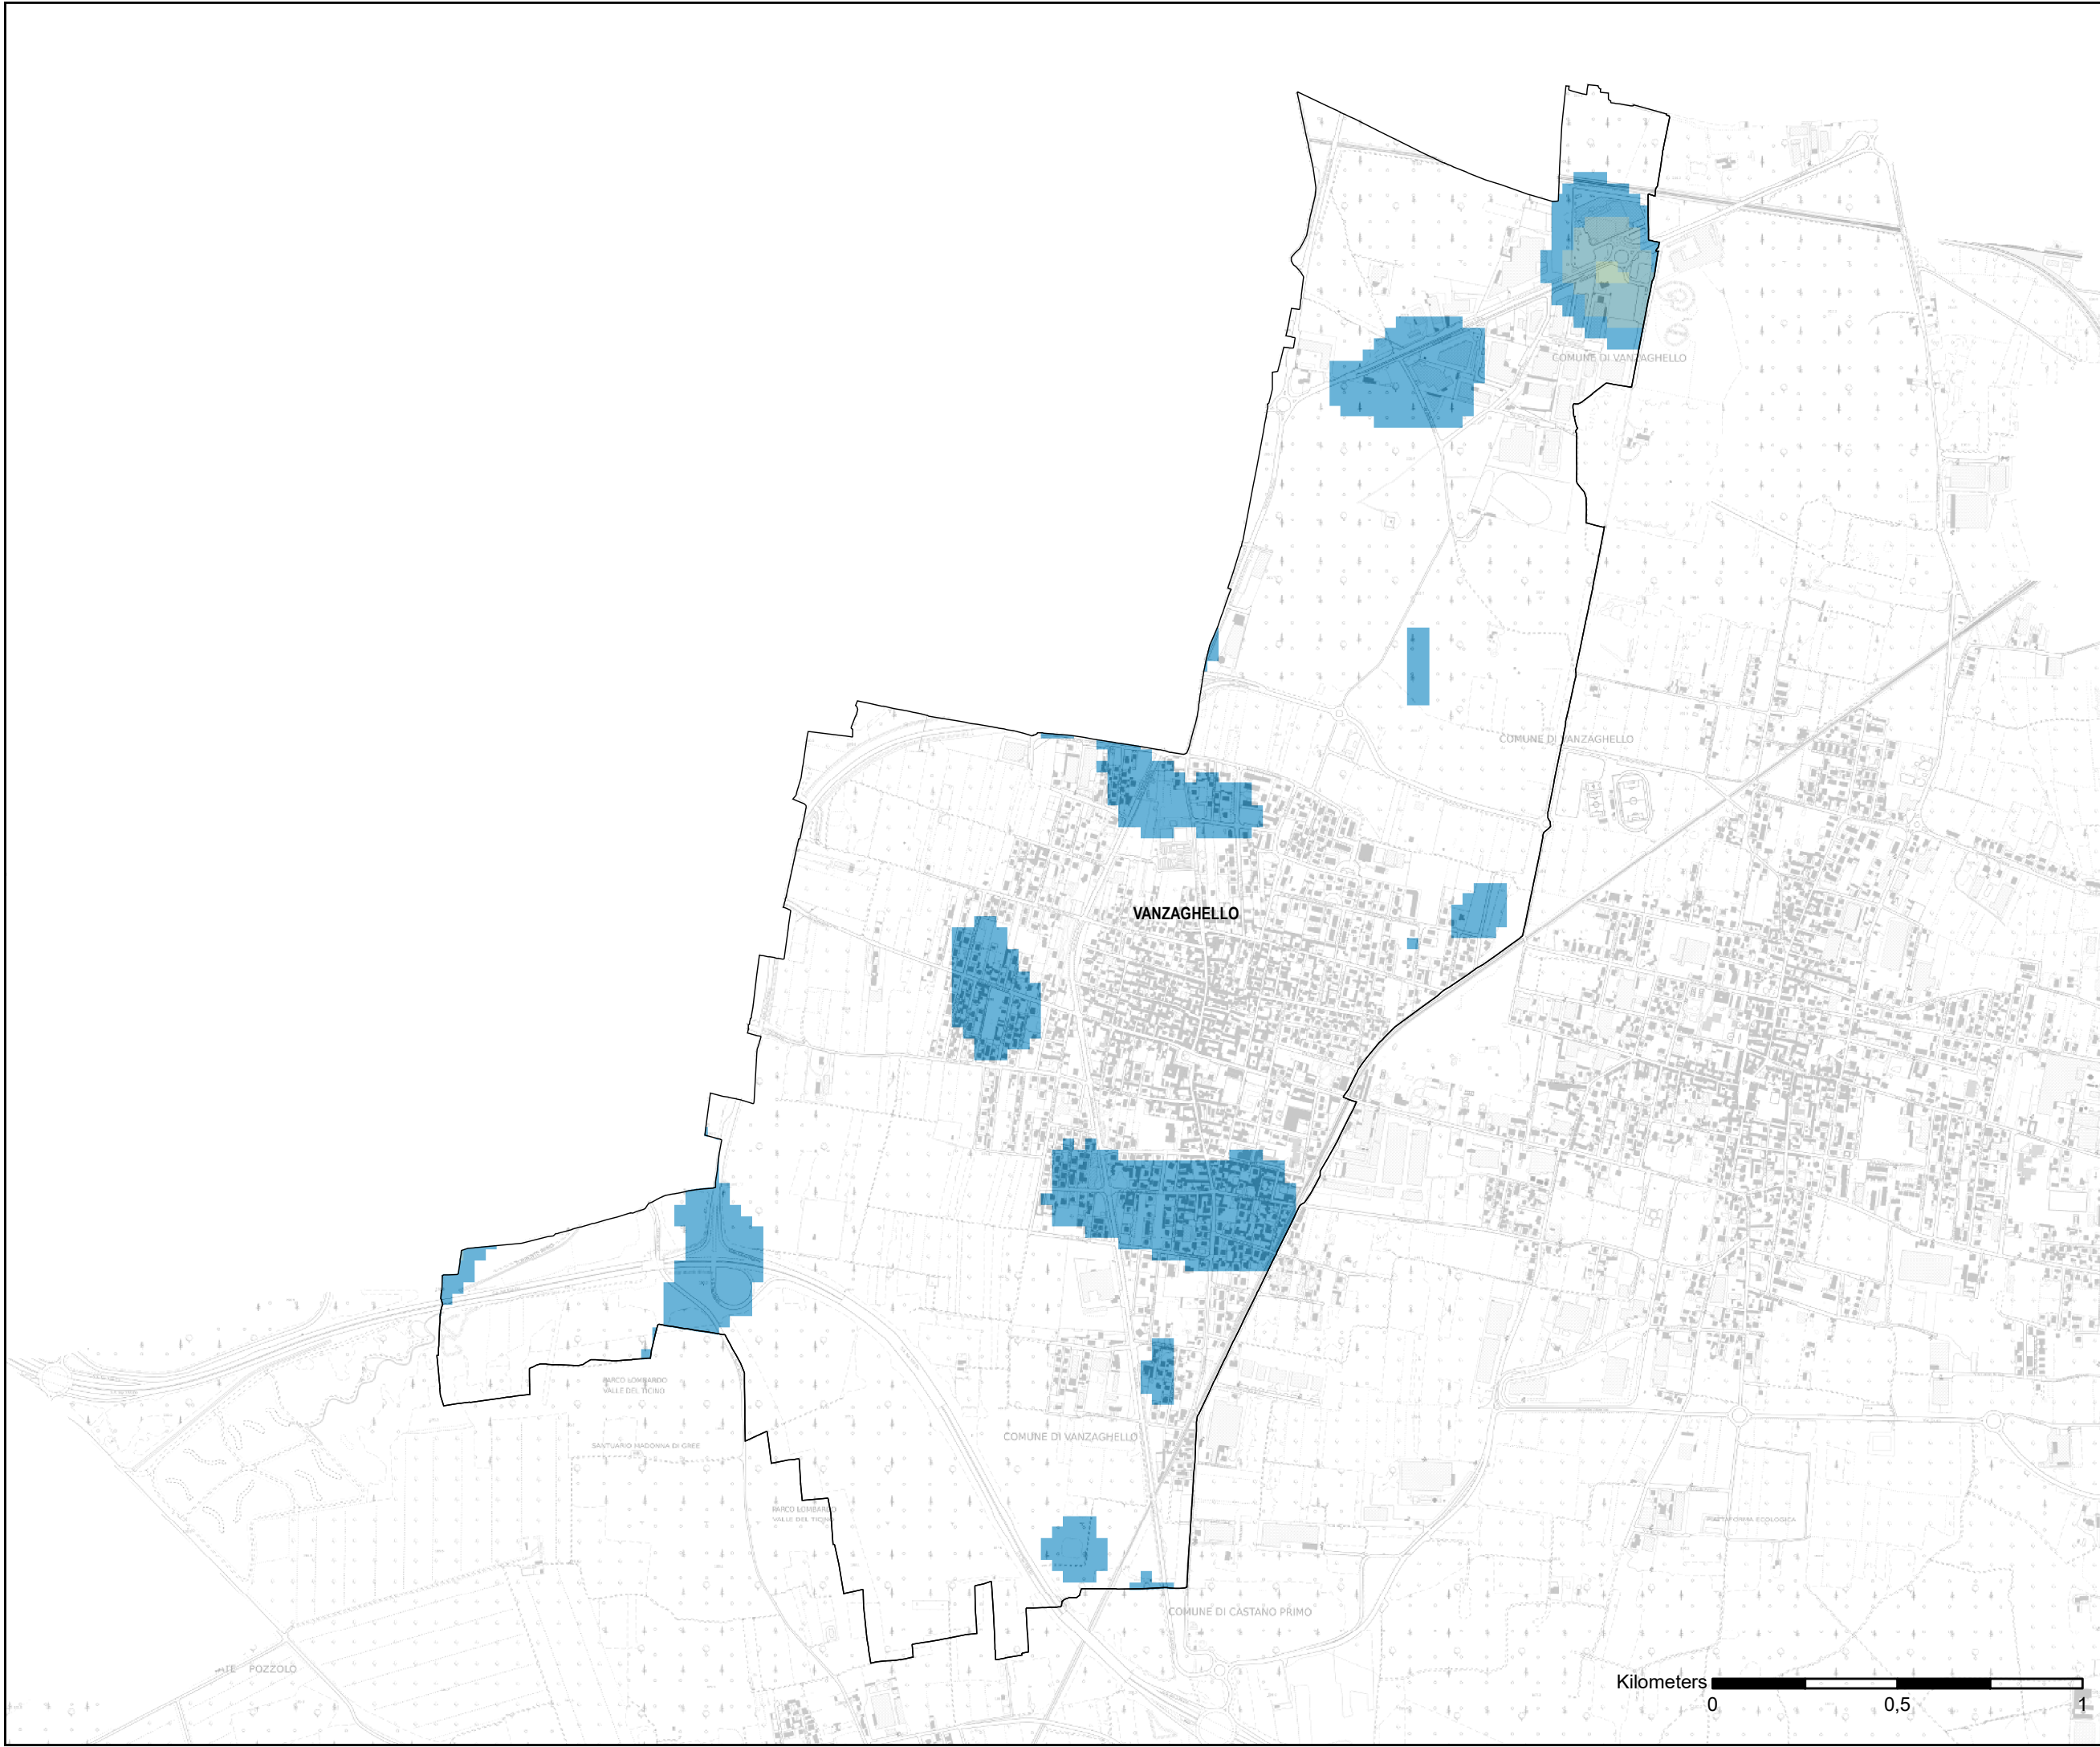 COMUNE DI VANZAGHELLO
COMUNE DI VANZAGHELLO
VANZAGHELLO
PARCO LOMBARDO
VALLE DEL TICINO
COMUNE DI VANZAGHELLO
SANTUARIO MADONNA DI GREE
PARCO LOMBARDO
VALLE DEL TICINO
PIATTAFORMA ECOLOGICA
COMUNE DI CASTANO PRIMO
POZZOLO
Kilometers
0 0,5 1